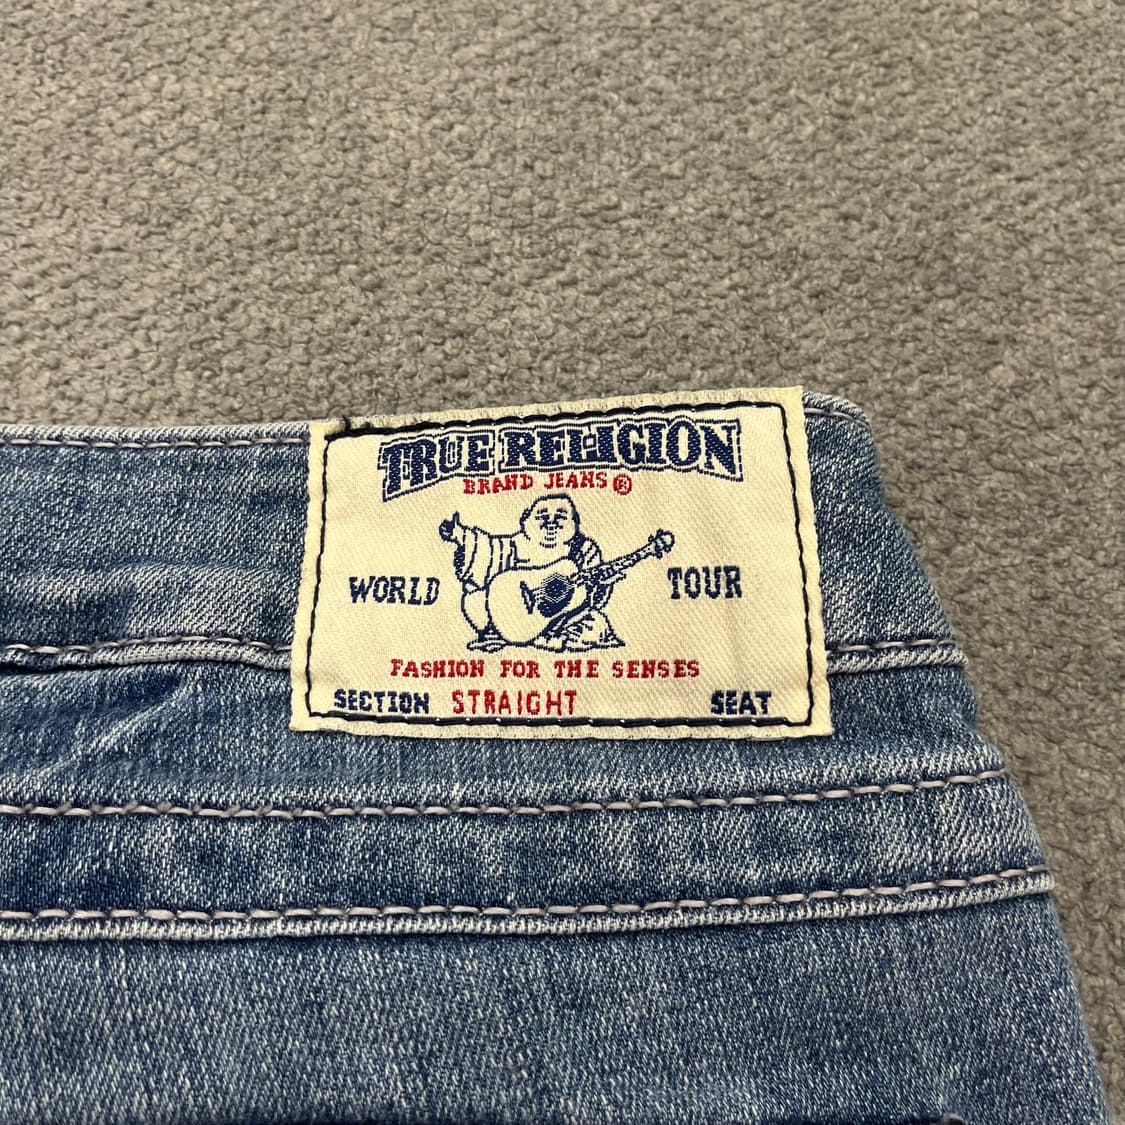 TRUE RELIGION
BRAND JEANS®
WORLD TOUR
FASHION FOR THE SENSES
SECTION STRAIGHT SEAT